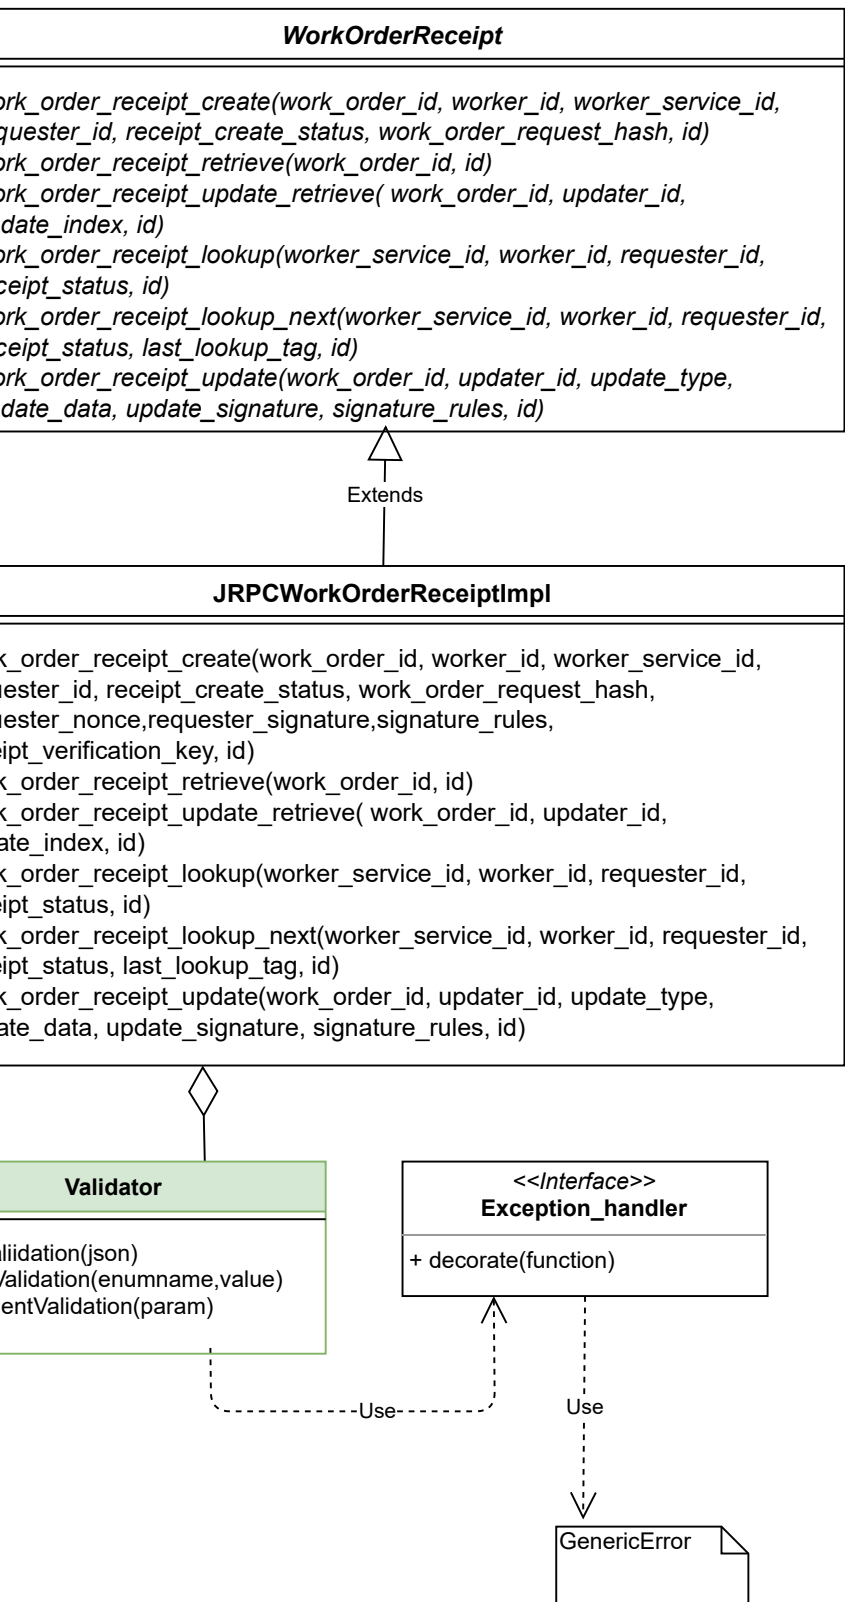 WorkOrderReceipt
ork_order_receipt_create(work_order_id, worker_id, worker_service_id,
quester_id, receipt_create_status, work_order_request_hash, id)
ork_order_receipt_retrieve(work_order_id, id)
ork_order_receipt_update_retrieve( work_order_id, updater_id,
date_index, id)
ork_order_receipt_lookup(worker_service_id, worker_id, requester_id,
ceipt_status, id)
ork_order_receipt_lookup_next(worker_service_id, worker_id, requester_id,
ceipt_status, last_lookup_tag, id)
ork_order_receipt_update(work_order_id, updater_id, update_type,
date_data, update_signature, signature_rules, id)
Extends
JRPCWorkOrderReceiptImpl
k_order_receipt_create(work_order_id, worker_id, worker_service_id,
uester_id, receipt_create_status, work_order_request_hash,
uester_nonce,requester_signature,signature_rules,
eipt_verification_key, id)
k_order_receipt_retrieve(work_order_id, id)
k_order_receipt_update_retrieve( work_order_id, updater_id,
ate_index, id)
k_order_receipt_lookup(worker_service_id, worker_id, requester_id,
eipt_status, id)
k_order_receipt_lookup_next(worker_service_id, worker_id, requester_id,
eipt_status, last_lookup_tag, id)
k_order_receipt_update(work_order_id, updater_id, update_type,
ate_data, update_signature, signature_rules, id)
Validator
aliidation(json)
Validation(enumname,value)
entValidation(param)
<<Interface>>
Exception_handler
+ decorate(function)
Use
Use
GenericError